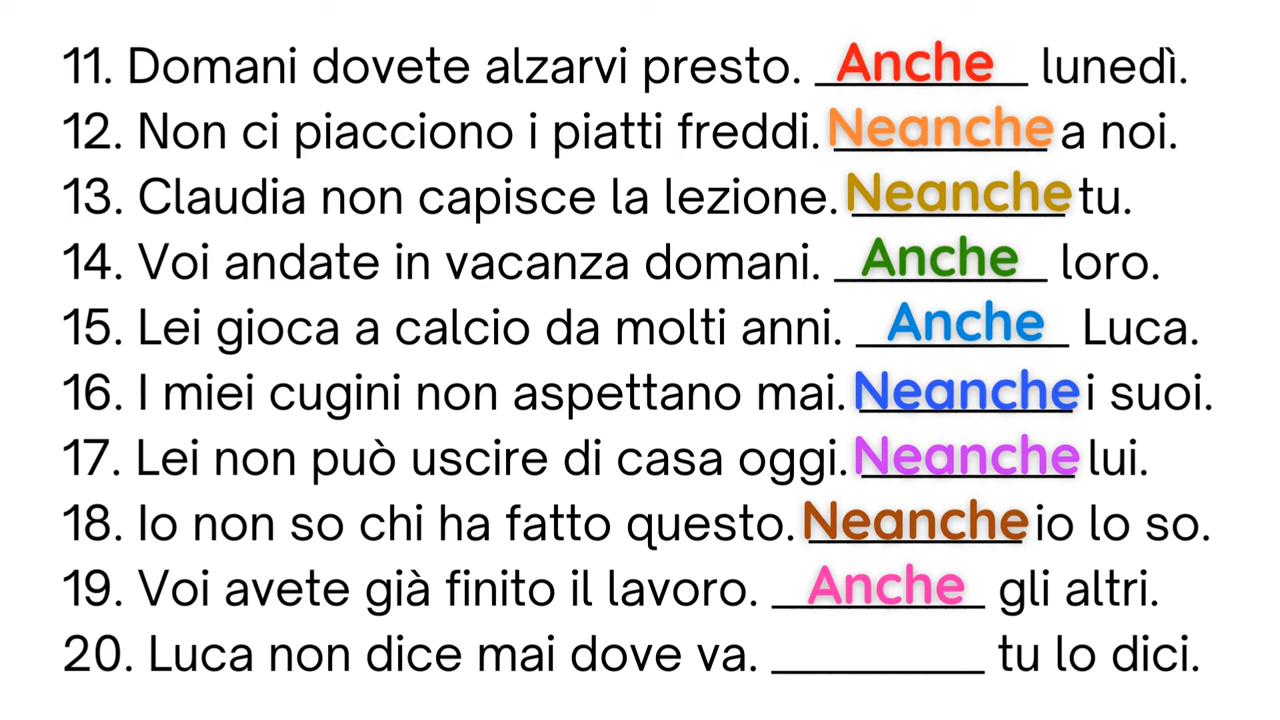 11. Domani dovete alzarvi presto. Anche lunedì.
12. Non ci piacciono i piatti freddi. Neanche a noi.
13. Claudia non capisce la lezione. Neanche tu.
14. Voi andate in vacanza domani. Anche loro.
15. Lei gioca a calcio da molti anni. Anche Luca.
16. I miei cugini non aspettano mai. Neanche i suoi.
17. Lei non può uscire di casa oggi. Neanche lui.
18. Io non so chi ha fatto questo. Neanche io lo so.
19. Voi avete già finito il lavoro. Anche gli altri.
20. Luca non dice mai dove va. __________ tu lo dici.